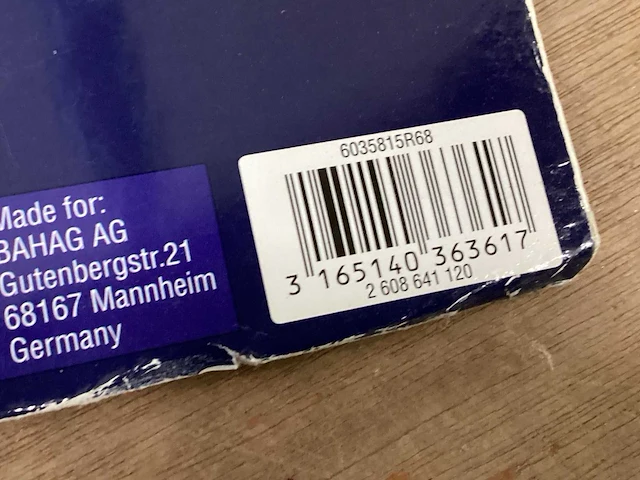 Made for:
BAHAG AG
Gutenbergstr.21
68167 Mannheim
Germany
6035815R68
3 165140 363617
2 608 641 120